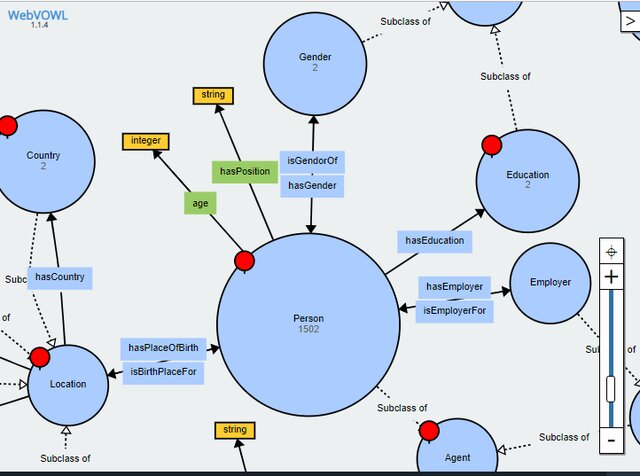 WebVOWL
1.1.4
Subclass of
>
Gender
2
Subclass of
string
integer
Country
2
isGendorOf
hasGender
hasPosition
Education
2
age
hasEducation
Subc
hasCountry
hasEmployer
isEmployerFor
Employer
+
Person
1502
of
hasPlaceOfBirth
isBirthPlaceFor
Sub
of
Location
Subclass of
string
Subclass of
Subclass of
Agent
-